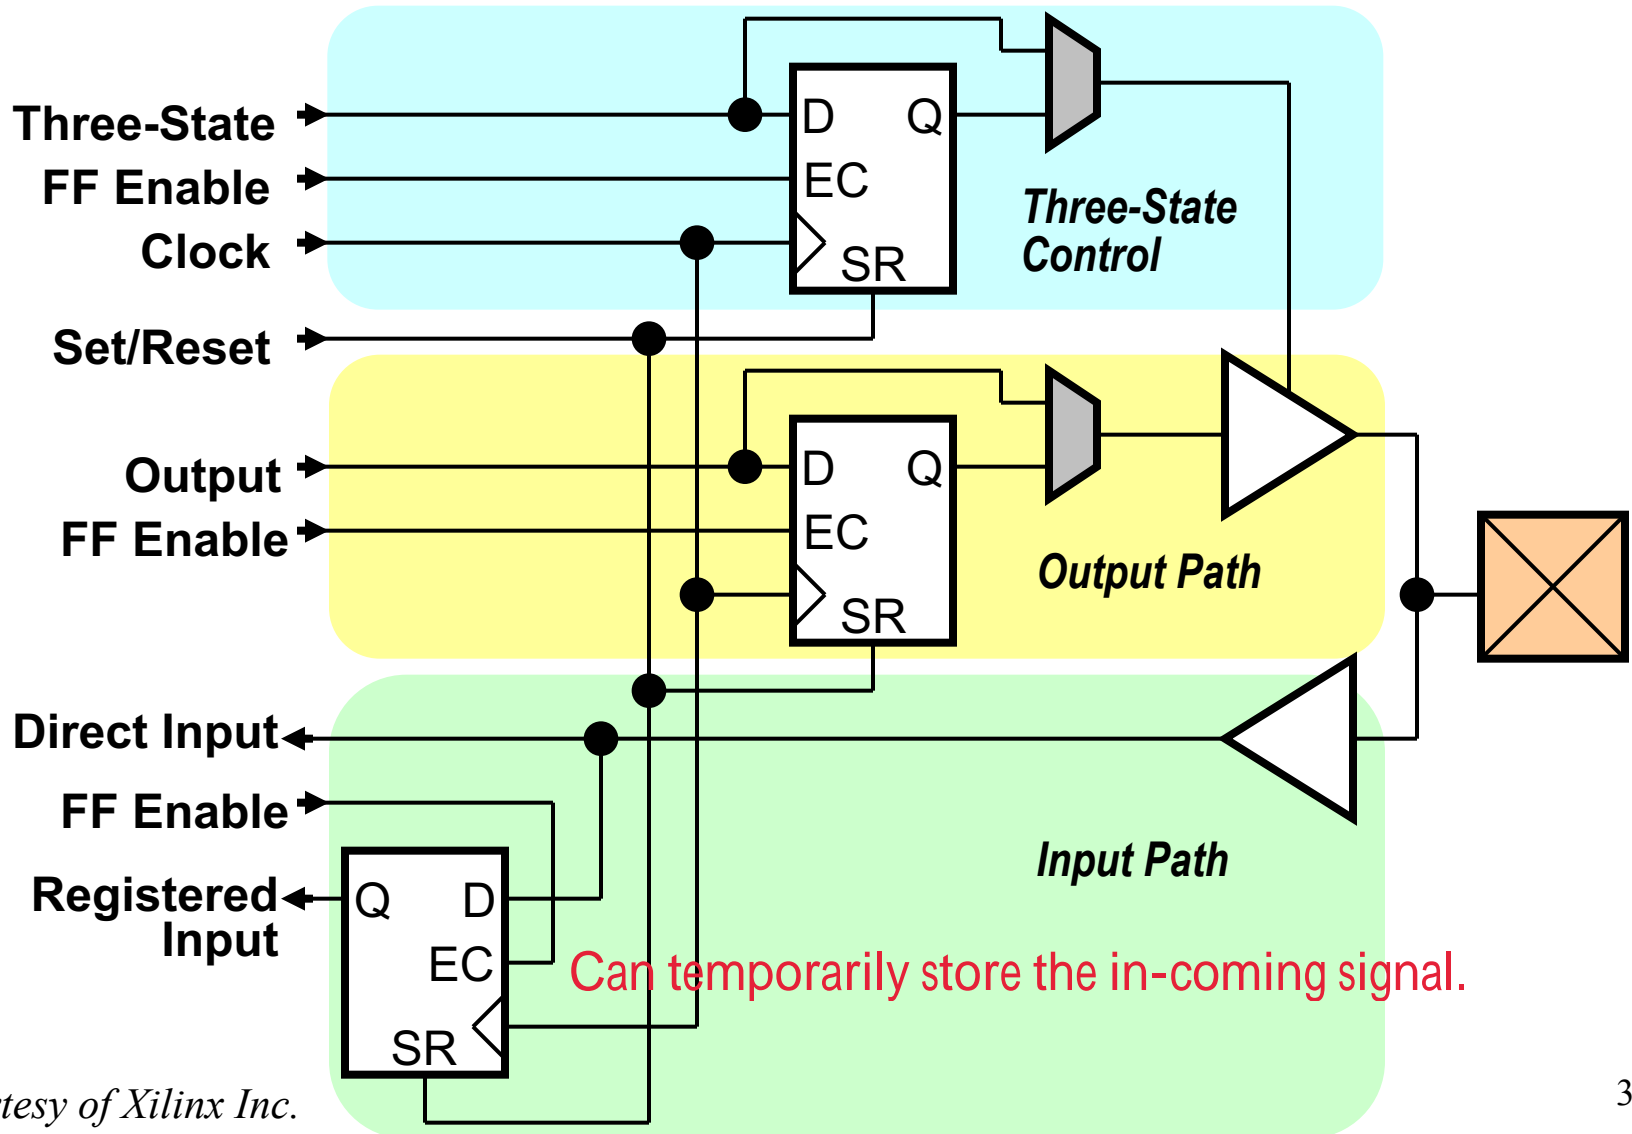 Three-State
FF Enable
Clock
Set/Reset
D Q
EC
SR
Three-State
Control
Output
FF Enable
D Q
EC
SR
Output Path
Direct Input
FF Enable
Registered
Input
Q D
EC
SR
Input Path
Can temporarily store the in-coming signal.
tesy of Xilinx Inc.
3